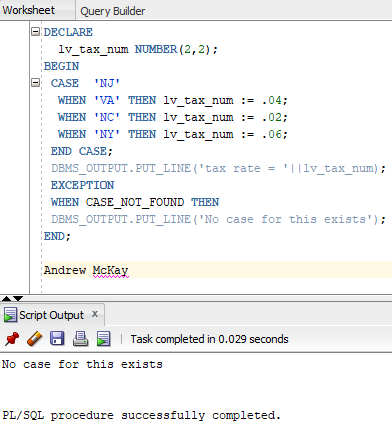 Worksheet Query Builder
DECLARE
lv_tax_num NUMBER(2,2);
BEGIN
CASE 'NJ'
WHEN 'VA' THEN lv_tax_num := .04;
WHEN 'NC' THEN lv_tax_num := .02;
WHEN 'NY' THEN lv_tax_num := .06;
END CASE;
DBMS_OUTPUT.PUT_LINE('tax rate = '||lv_tax_num);
EXCEPTION
WHEN CASE_NOT_FOUND THEN
DBMS_OUTPUT.PUT_LINE('No case for this exists');
END;
Andrew McKay
Script Output x
Task completed in 0.029 seconds
No case for this exists
PL/SQL procedure successfully completed.